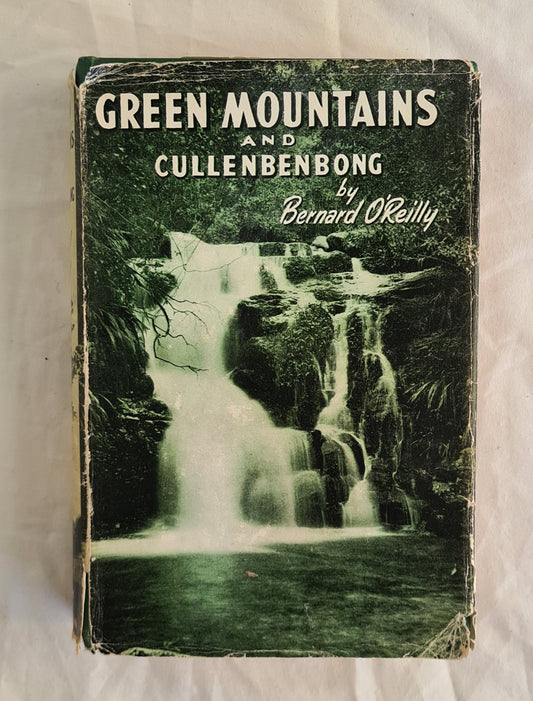 GREEN MOUNTAINS
AND
CULLENBENBONG
by
Bernard O'Reilly